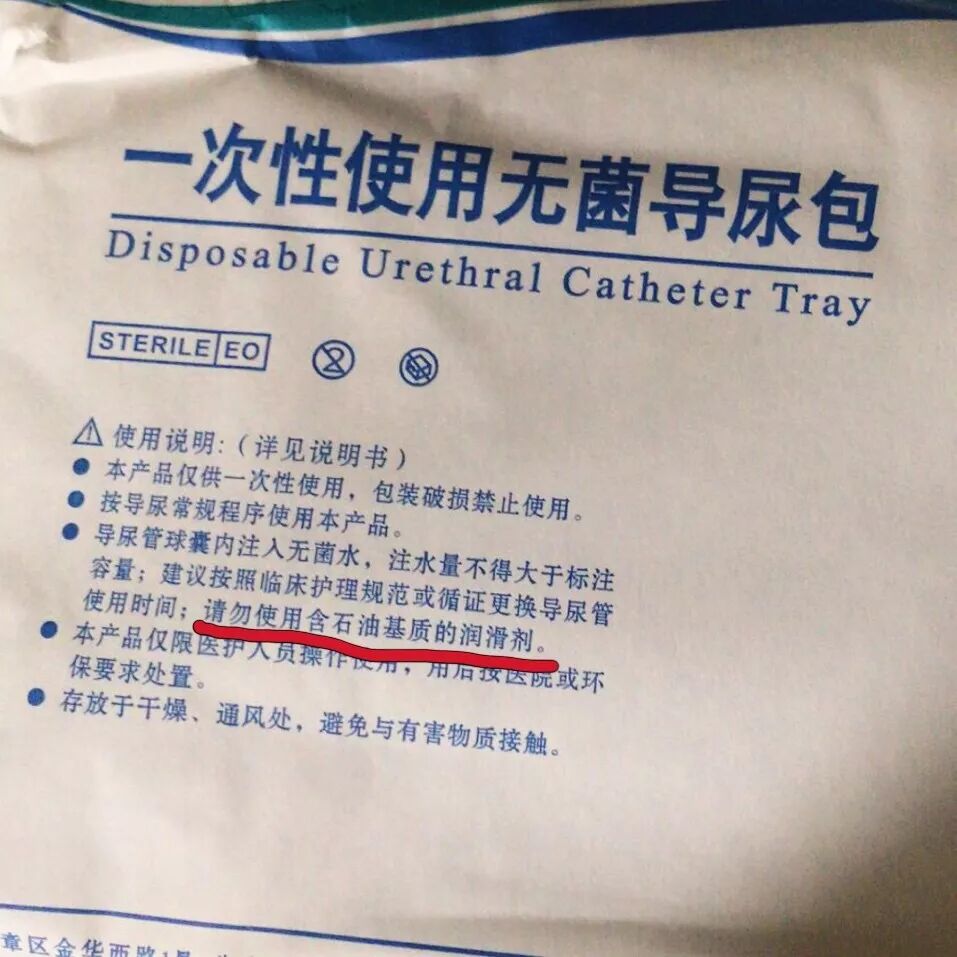 一次性使用无菌导尿包
Disposable Urethral Catheter Tray
STERILE EO
使用说明:(详见说明书)
● 本产品仅供一次性使用，包装破损禁止使用。
● 按导尿常规程序使用本产品。
● 导尿管球囊内注入无菌水，注水量不得大于标注
容量；建议按照临床护理规范或循证更换导尿管
使用时间；请勿使用含石油基质的润滑剂。
● 本产品仅限医护人员操作使用，用后按医院或环
保要求处置。
● 存放于干燥、通风处，避免与有害物质接触。
章区金华西路1号